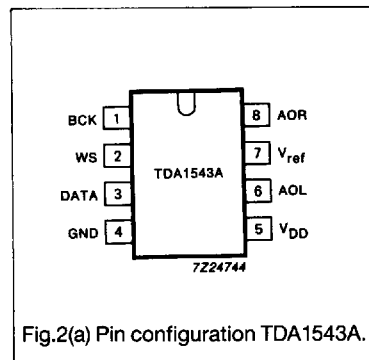 BCK 1 8 AOR
WS 2 7 Vref
TDA1543A
DATA 3 6 AOL
GND 4 5 VDD
7Z24744
Fig.2(a) Pin configuration TDA1543A.